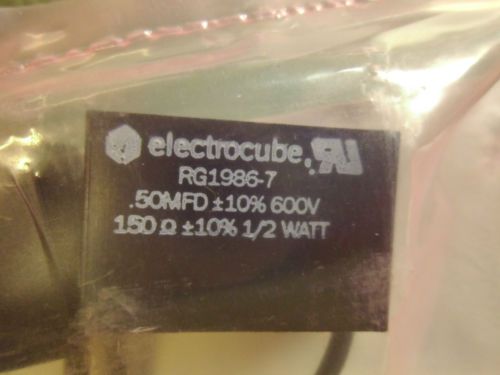 electrocube
RG1986-7
.50MFD ±10% 600V
150 Ω ±10% 1/2 WATT